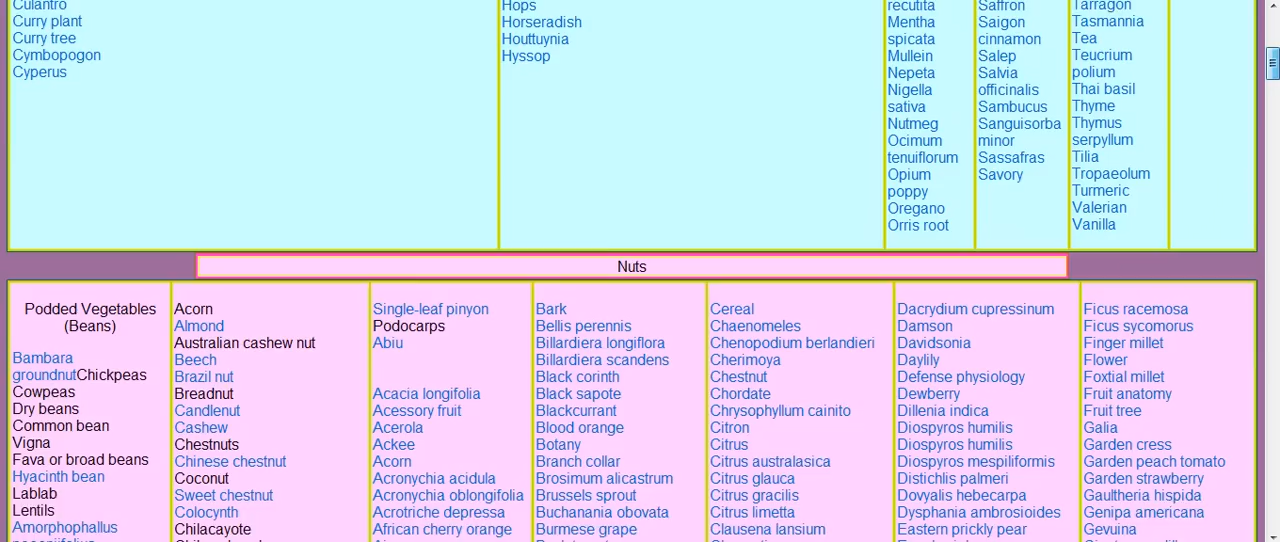 Culantro
Curry plant
Curry tree
Cymbopogon
Cyperus
Hops
Horseradish
Houttuynia
Hyssop
recutita
Mentha
spicata
Mullein
Nepeta
Nigella
sativa
Nutmeg
Ocimum
tenuiflorum
Opium
poppy
Oregano
Orris root
Saffron
Saigon
cinnamon
Salep
Salvia
officinalis
Sambucus
Sanguisorba
minor
Sassafras
Savory
Tarragon
Tasmannia
Tea
Teucrium
polium
Thai basil
Thyme
Thymus
serpyllum
Tilia
Tropaeolum
Turmeric
Valerian
Vanilla
Nuts
Podded Vegetables
(Beans)
Bambara
groundnutChickpeas
Cowpeas
Dry beans
Common bean
Vigna
Fava or broad beans
Hyacinth bean
Lablab
Lentils
Amorphophallus
Acorn
Almond
Australian cashew nut
Beech
Brazil nut
Breadnut
Candlenut
Cashew
Chestnuts
Chinese chestnut
Coconut
Sweet chestnut
Colocynth
Chilacayote
Single-leaf pinyon
Podocarps
Abiu
Acacia longifolia
Acessory fruit
Acerola
Ackee
Acorn
Acronychia acidula
Acronychia oblongifolia
Acrotriche depressa
African cherry orange
Bark
Bellis perennis
Billardiera longiflora
Billardiera scandens
Black corinth
Black sapote
Blackcurrant
Blood orange
Botany
Branch collar
Brosimum alicastrum
Brussels sprout
Buchanania obovata
Burmese grape
Cereal
Chaenomeles
Chenopodium berlandieri
Cherimoya
Chestnut
Chordate
Chrysophyllum cainito
Citron
Citrus
Citrus australasica
Citrus glauca
Citrus gracilis
Citrus limetta
Clausena lansium
Dacrydium cupressinum
Damson
Davidsonia
Daylily
Defense physiology
Dewberry
Dillenia indica
Diospyros humilis
Diospyros humilis
Diospyros mespiliformis
Distichlis palmeri
Dovyalis hebecarpa
Dysphania ambrosioides
Eastern prickly pear
Ficus racemosa
Ficus sycomorus
Finger millet
Flower
Foxtial millet
Fruit anatomy
Fruit tree
Galia
Garden cress
Garden peach tomato
Garden strawberry
Gaultheria hispida
Genipa americana
Gevuina